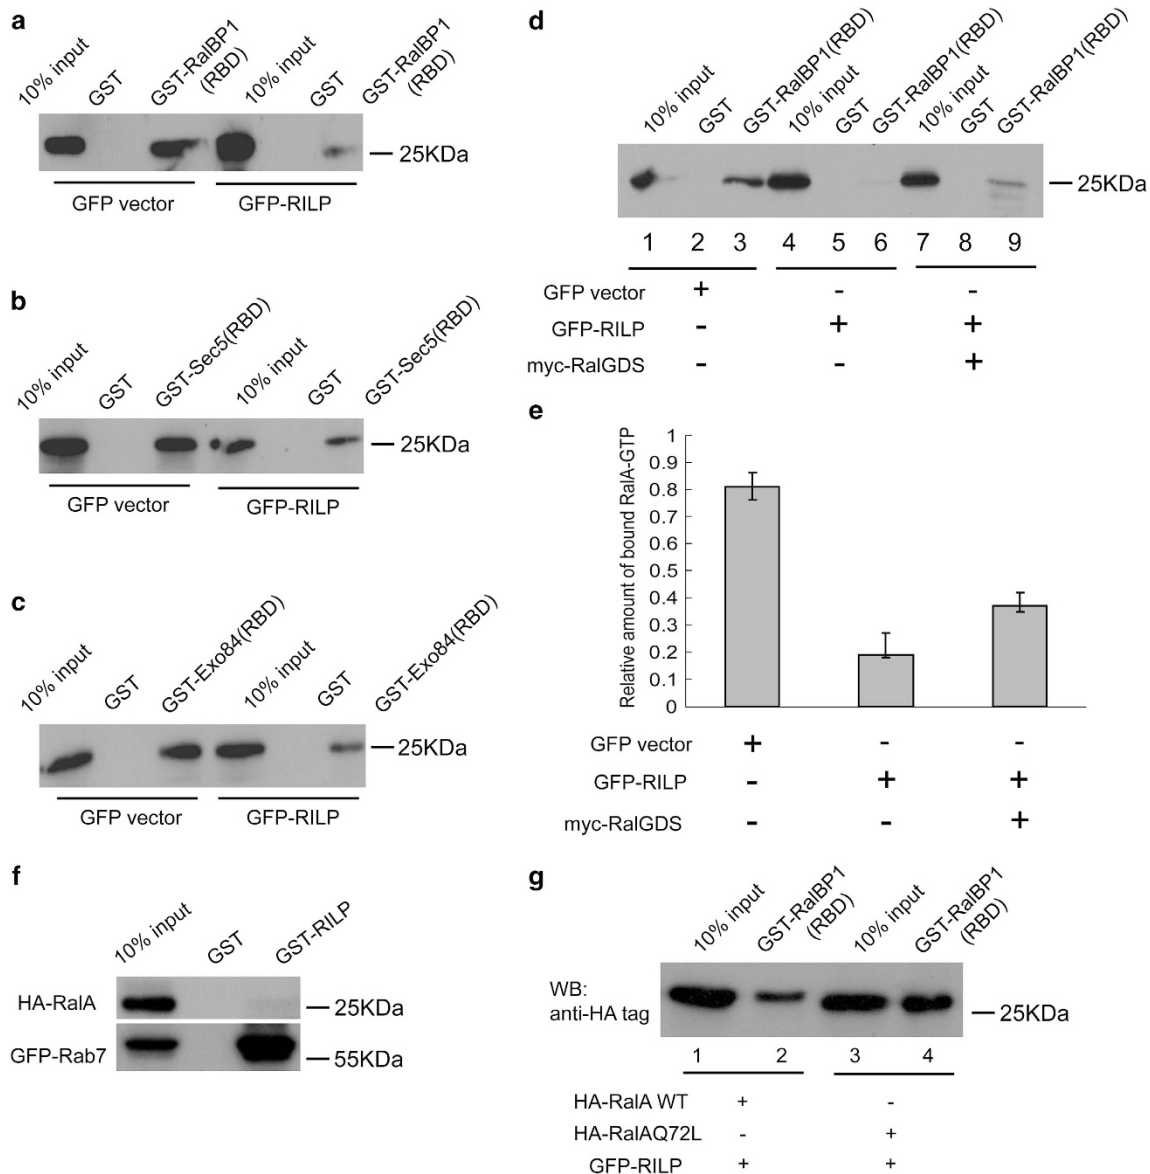 a
10% input
GST
GST-RalBP1
(RBD)
10% input
GST
GST-RalBP1
(RBD)
25KDa
GFP vector
GFP-RILP
b
10% input
GST
GST-Sec5(RBD)
10% input
GST
GST-Sec5(RBD)
25KDa
GFP vector
GFP-RILP
c
10% input
GST
GST-Exo84(RBD)
10% input
GST
GST-Exo84(RBD)
25KDa
GFP vector
GFP-RILP
d
10% input
GST
GST-RalBP1(RBD)
10% input
GST
GST-RalBP1(RBD)
10% input
GST
GST-RalBP1(RBD)
25KDa
1 2 3 4 5 6 7 8 9
GFP vector + - -
GFP-RILP - + +
myc-RalGDS - - +
e
Relative amount of bound RalA-GTP
1
0.9
0.8
0.7
0.6
0.5
0.4
0.3
0.2
0.1
0
GFP vector + - -
GFP-RILP - + +
myc-RalGDS - - +
f
10% input
GST
GST-RILP
HA-RalA
25KDa
GFP-Rab7
55KDa
g
10% input
GST-RalBP1
(RBD)
10% input
GST-RalBP1
(RBD)
WB:
anti-HA tag
25KDa
1 2 3 4
HA-RalA WT + -
HA-RalAQ72L - +
GFP-RILP + +